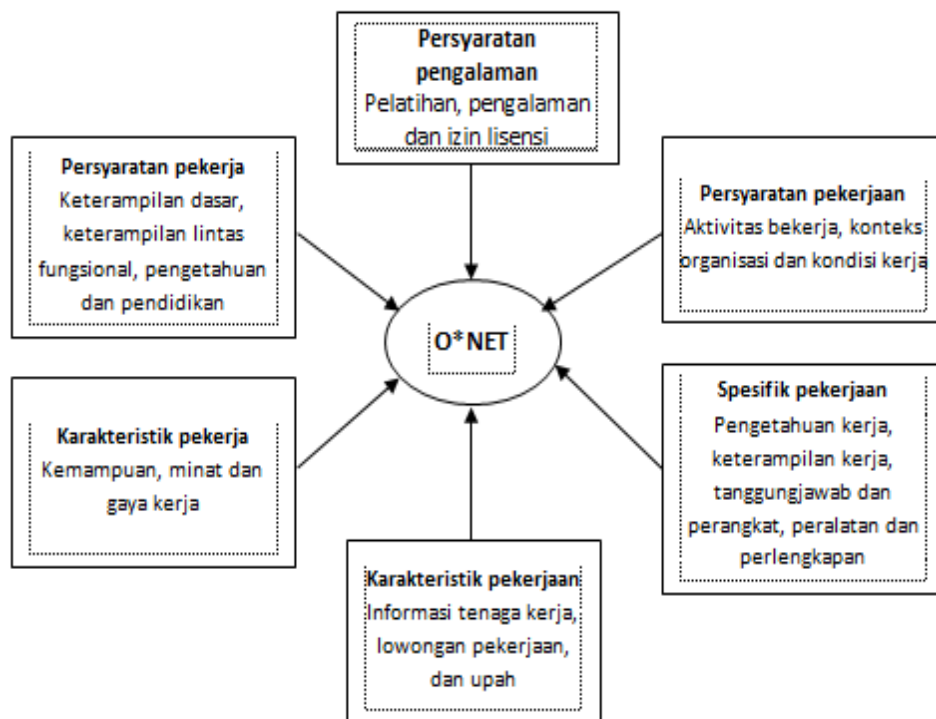 Persyaratan
pengalaman
Pelatihan, pengalaman
dan izin lisensi
Persyaratan pekerja
Keterampilan dasar,
keterampilan lintas
fungsional, pengetahuan
dan pendidikan
Persyaratan pekerjaan
Aktivitas bekerja, konteks
organisasi dan kondisi kerja
O*NET
Karakteristik pekerja
Kemampuan, minat dan
gaya kerja
Spesifik pekerjaan
Pengetahuan kerja,
keterampilan kerja,
tanggungjawab dan
perangkat, peralatan dan
perlengkapan
Karakteristik pekerjaan
Informasi tenaga kerja,
lowongan pekerjaan,
dan upah